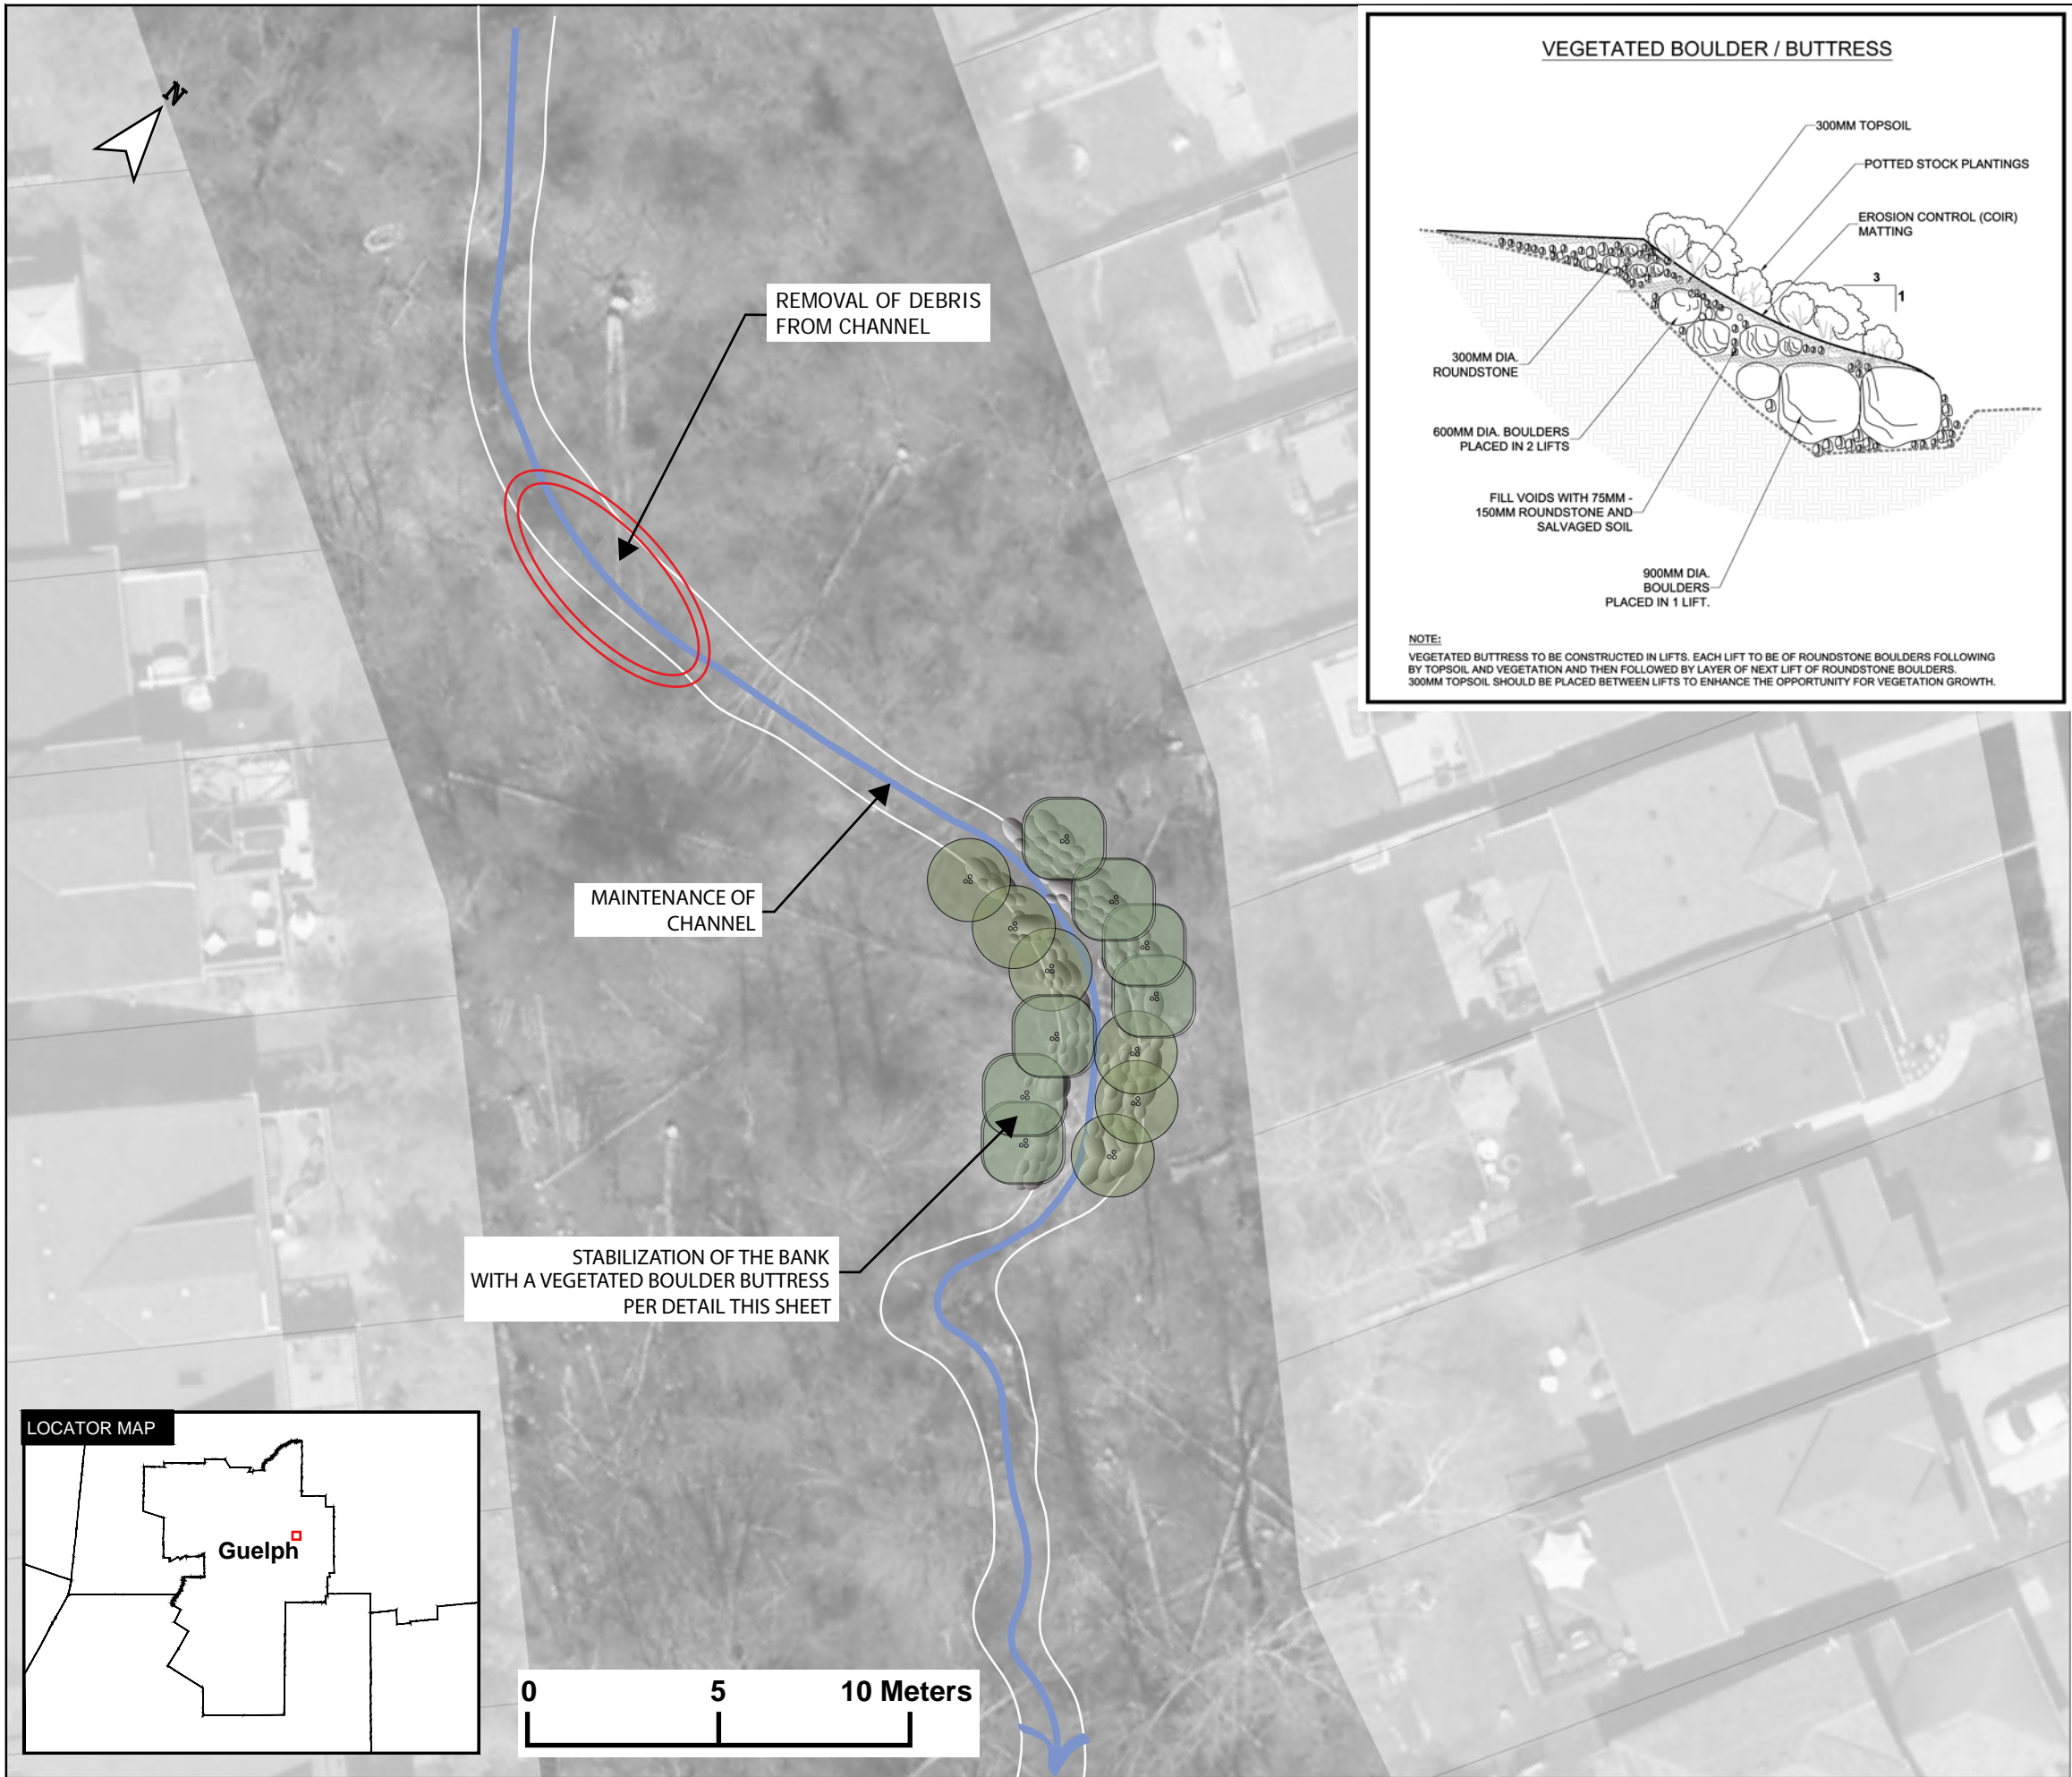 VEGETATED BOULDER / BUTTRESS
N
300MM TOPSOIL
POTTED STOCK PLANTINGS
EROSION CONTROL (COIR)
MATTING
3
1
300MM DIA.
ROUNDSTONE
600MM DIA. BOULDERS
PLACED IN 2 LIFTS
FILL VOIDS WITH 75MM -
150MM ROUNDSTONE AND
SALVAGED SOIL
900MM DIA.
BOULDERS
PLACED IN 1 LIFT.
NOTE:
VEGETATED BUTTRESS TO BE CONSTRUCTED IN LIFTS. EACH LIFT TO BE OF ROUNDSTONE BOULDERS FOLLOWING
BY TOPSOIL AND VEGETATION AND THEN FOLLOWED BY LAYER OF NEXT LIFT OF ROUNDSTONE BOULDERS.
300MM TOPSOIL SHOULD BE PLACED BETWEEN LIFTS TO ENHANCE THE OPPORTUNITY FOR VEGETATION GROWTH.
REMOVAL OF DEBRIS
FROM CHANNEL
MAINTENANCE OF
CHANNEL
STABILIZATION OF THE BANK
WITH A VEGETATED BOULDER BUTTRESS
PER DETAIL THIS SHEET
LOCATOR MAP
Guelph
0 5 10 Meters